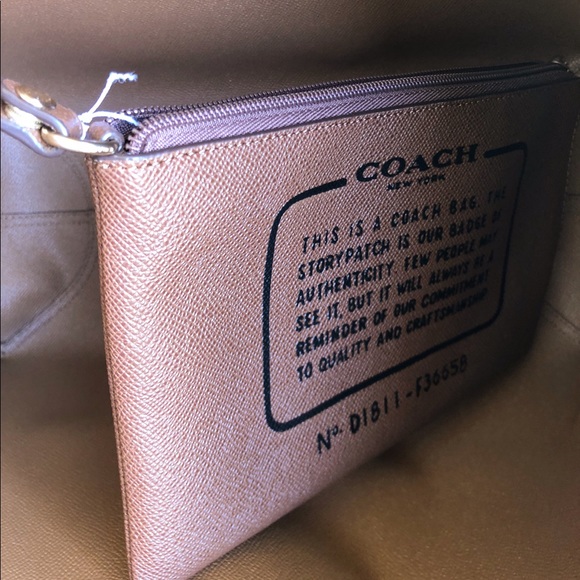 COACH
NEW YORK
THIS IS A COACH BAG. THE
STORYPATCH IS OUR BADGE OF
AUTHENTICITY. FEW PEOPLE MAY
SEE IT, BUT IT WILL ALWAYS BE A
REMINDER OF OUR COMMITMENT
TO QUALITY AND CRAFTSMANSHIP
No. D1811-F36658